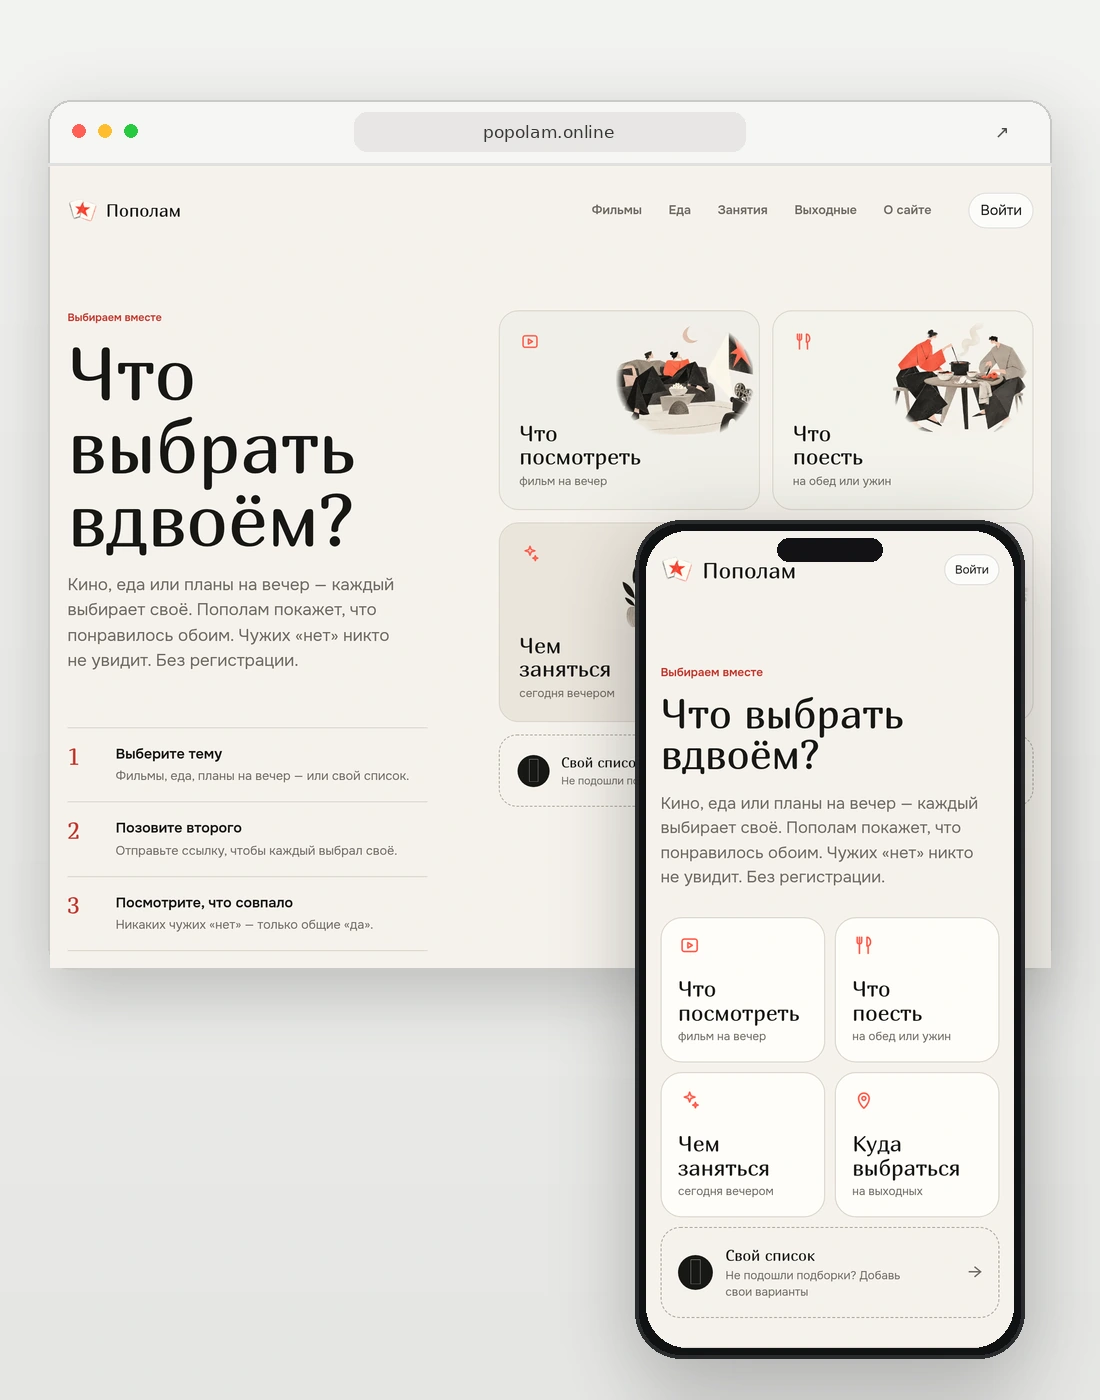 popolam.online
↗
Пополам
Фильмы
Еда
Занятия
Выходные
О сайте
Войти
Выбираем вместе
Что
выбрать
вдвоём?
Кино, еда или планы на вечер — каждый
выбирает своё. Пополам покажет, что
понравилось обоим. Чужих «нет» никто
не увидит. Без регистрации.
1
Выберите тему
Фильмы, еда, планы на вечер — или свой список.
2
Позовите второго
Отправьте ссылку, чтобы каждый выбрал своё.
3
Посмотрите, что совпало
Никаких чужих «нет» — только общие «да».
Что
посмотреть
фильм на вечер
Что
поесть
на обед или ужин
Чем
заняться
сегодня вечером
Свой
Не подошли
Пополам
Войти
Выбираем вместе
Что выбрать
вдвоём?
Кино, еда или планы на вечер — каждый
выбирает своё. Пополам покажет, что
понравилось обоим. Чужих «нет» никто
не увидит. Без регистрации.
Что
посмотреть
фильм на вечер
Что
поесть
на обед или ужин
Чем
заняться
сегодня вечером
Куда
выбраться
на выходных
Свой список
Не подошли подборки? Добавь
свои варианты
→